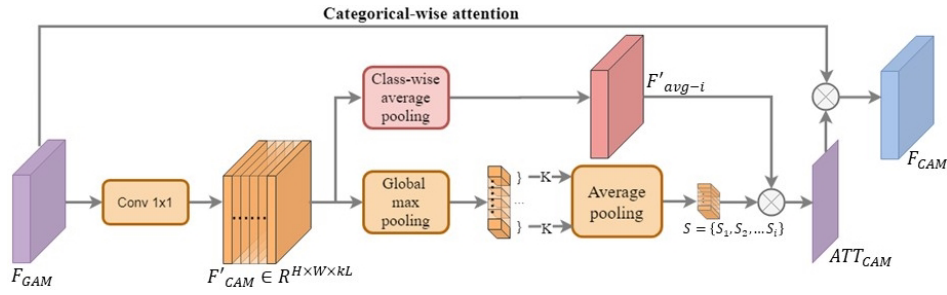 Categorical-wise attention
Class-wise
average
pooling
F'avg−i
FCAM
Conv 1x1
Global
max
pooling
...
} —K
} —K
Average
pooling
S = {S1, S2, ... Si}
FGAM
F'CAM ∈ R^H×W×kL
ATTCAM